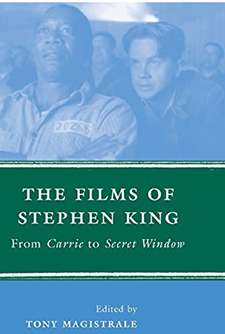 THE FILMS OF
STEPHEN KING
From Carrie to Secret Window
Edited by
TONY MAGISTRALE